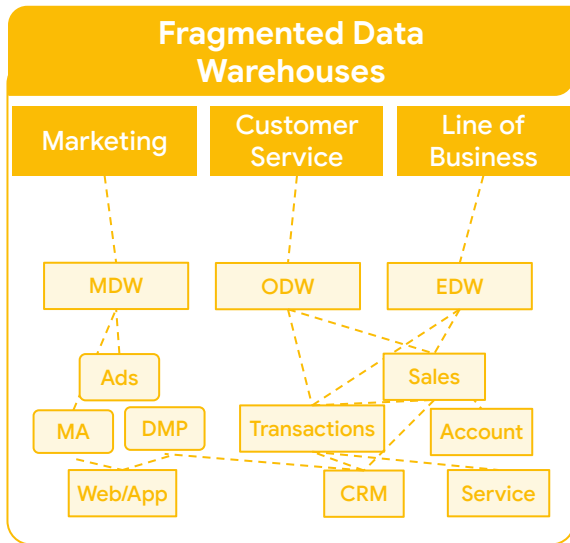 Fragmented Data
Warehouses
Marketing
Customer
Service
Line of
Business
MDW
ODW
EDW
Ads
Sales
MA
DMP
Transactions
Account
Web/App
CRM
Service